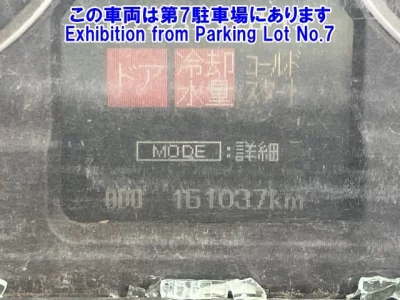 この車両は第7駐車場にあります
Exhibition from Parking Lot No.7
ドア 冷却水量 コールドスタート
MODE:詳細
ODO 161037km